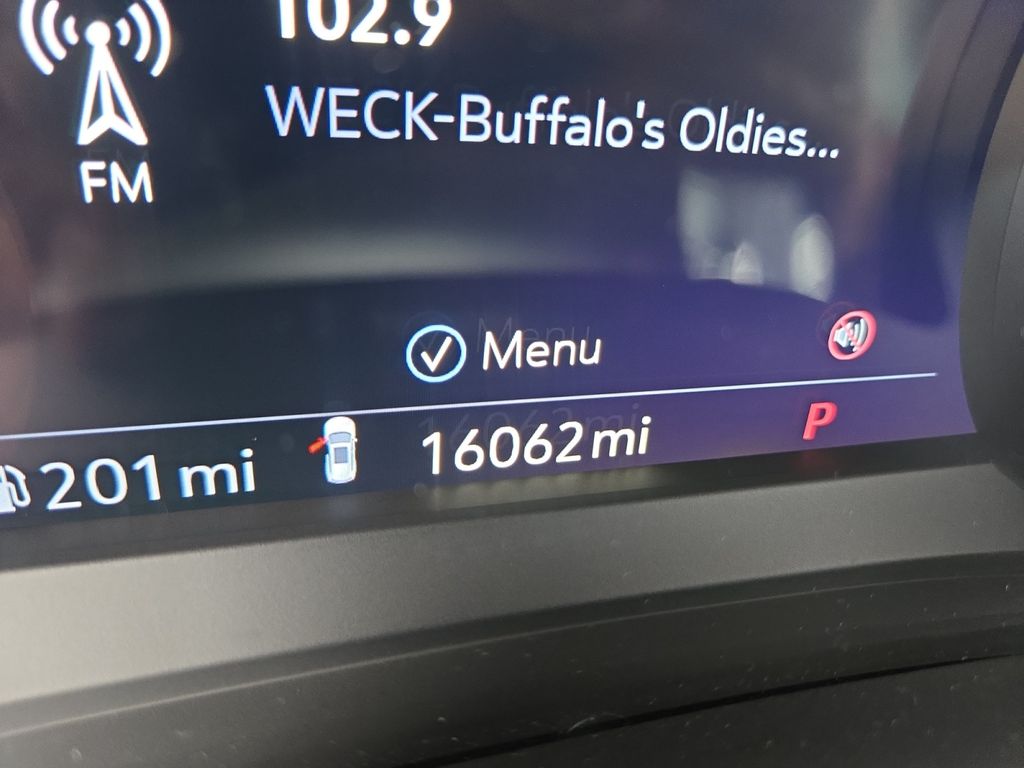 102.9
FM
WECK-Buffalo's Oldies...
Menu
201 mi
16062 mi
P